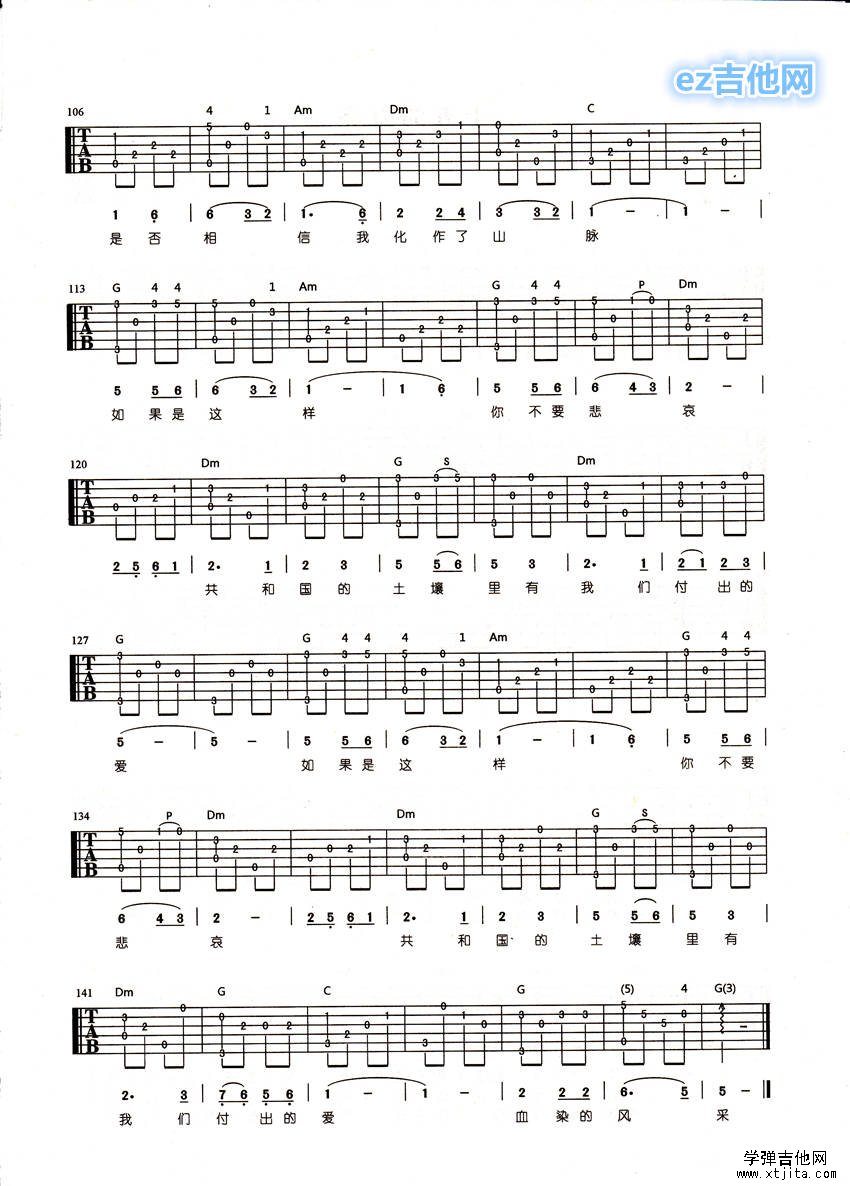 ez吉他网
106 4 1 Am Dm C
1 6 | 6 3 2 | 1· 6 | 2 2 4 | 3 3 2 | 1 – | 1 – |
是 否 相 信 我 化 作 了 山 脉
113 G 4 4 1 Am G 4 4 P Dm
5 5 6 | 6 3 2 | 1 – | 1 6 | 5 5 6 | 6 4 3 | 2 – |
如 果 是 这 样 你 不 要 悲 哀
120 Dm G S Dm
2 5 6 1 | 2· 1 | 2 3 | 5 5 6 | 5 3 | 2· 1 | 2 1 2 3 |
共 和 国 的 土 壤 里 有 我 们 付 出 的
127 G G 4 4 4 1 Am G 4 4
5 – | 5 – | 5 5 6 | 6 3 2 | 1 – | 1 6 | 5 5 6 |
爱 如 果 是 这 样 你 不 要
134 P Dm Dm G S
6 4 3 | 2 – | 2 5 6 1 | 2· 1 | 2 3 | 5 5 6 | 5 3 |
悲 哀 共 和 国 的 土 壤 里 有
141 Dm G C G (5) 4 G(3)
2· 3 | 7 6 5 6 | 1 – | 1 – | 2 2 2 | 6· 5 | 5 – ‖
我 们 付 出 的 爱 血 染 的 风 采
学弹吉他网
www.xtjita.com